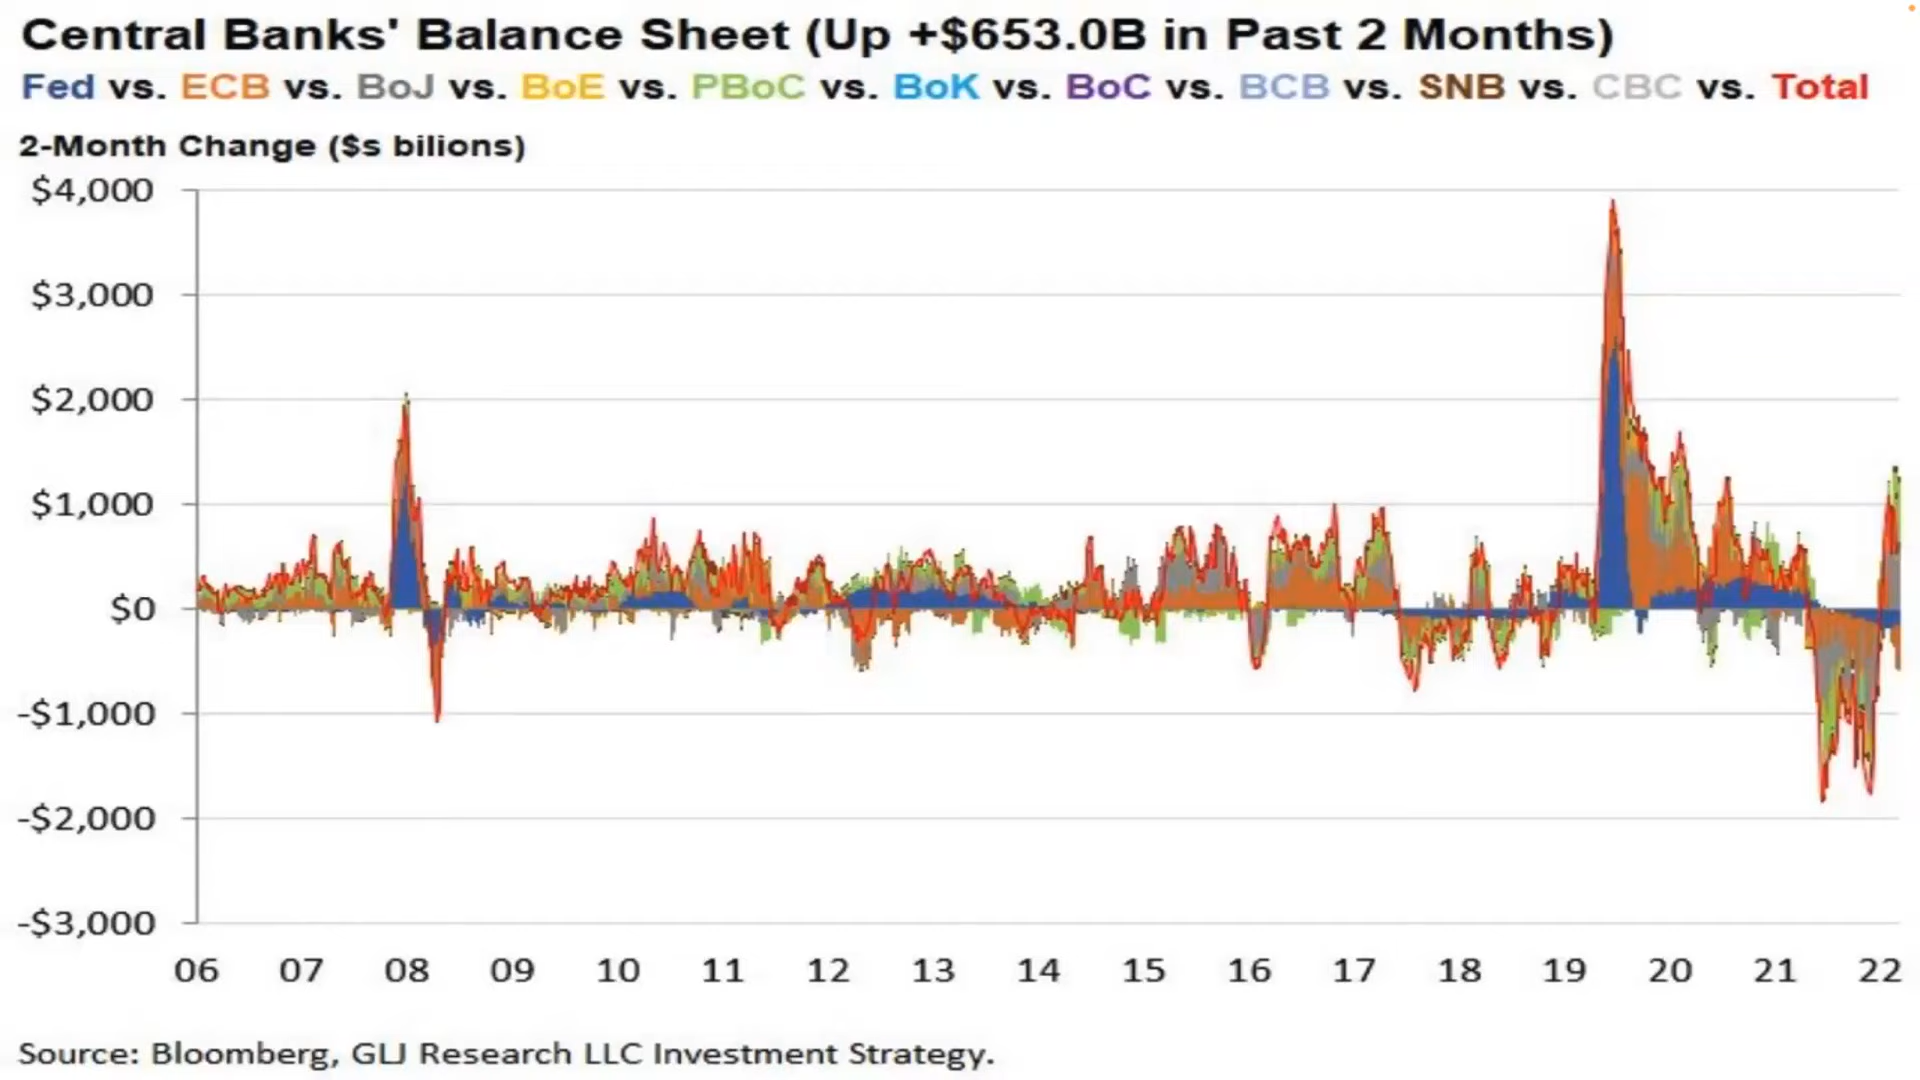 Central Banks' Balance Sheet (Up +$653.0B in Past 2 Months)
Fed vs. ECB vs. BoJ vs. BoE vs. PBoC vs. BoK vs. BoC vs. BCB vs. SNB vs. CBC vs. Total
2-Month Change ($s bilions)
$4,000
$3,000
$2,000
$1,000
$0
-$1,000
-$2,000
-$3,000
06 07 08 09 10 11 12 13 14 15 16 17 18 19 20 21 22
Source: Bloomberg, GLJ Research LLC Investment Strategy.